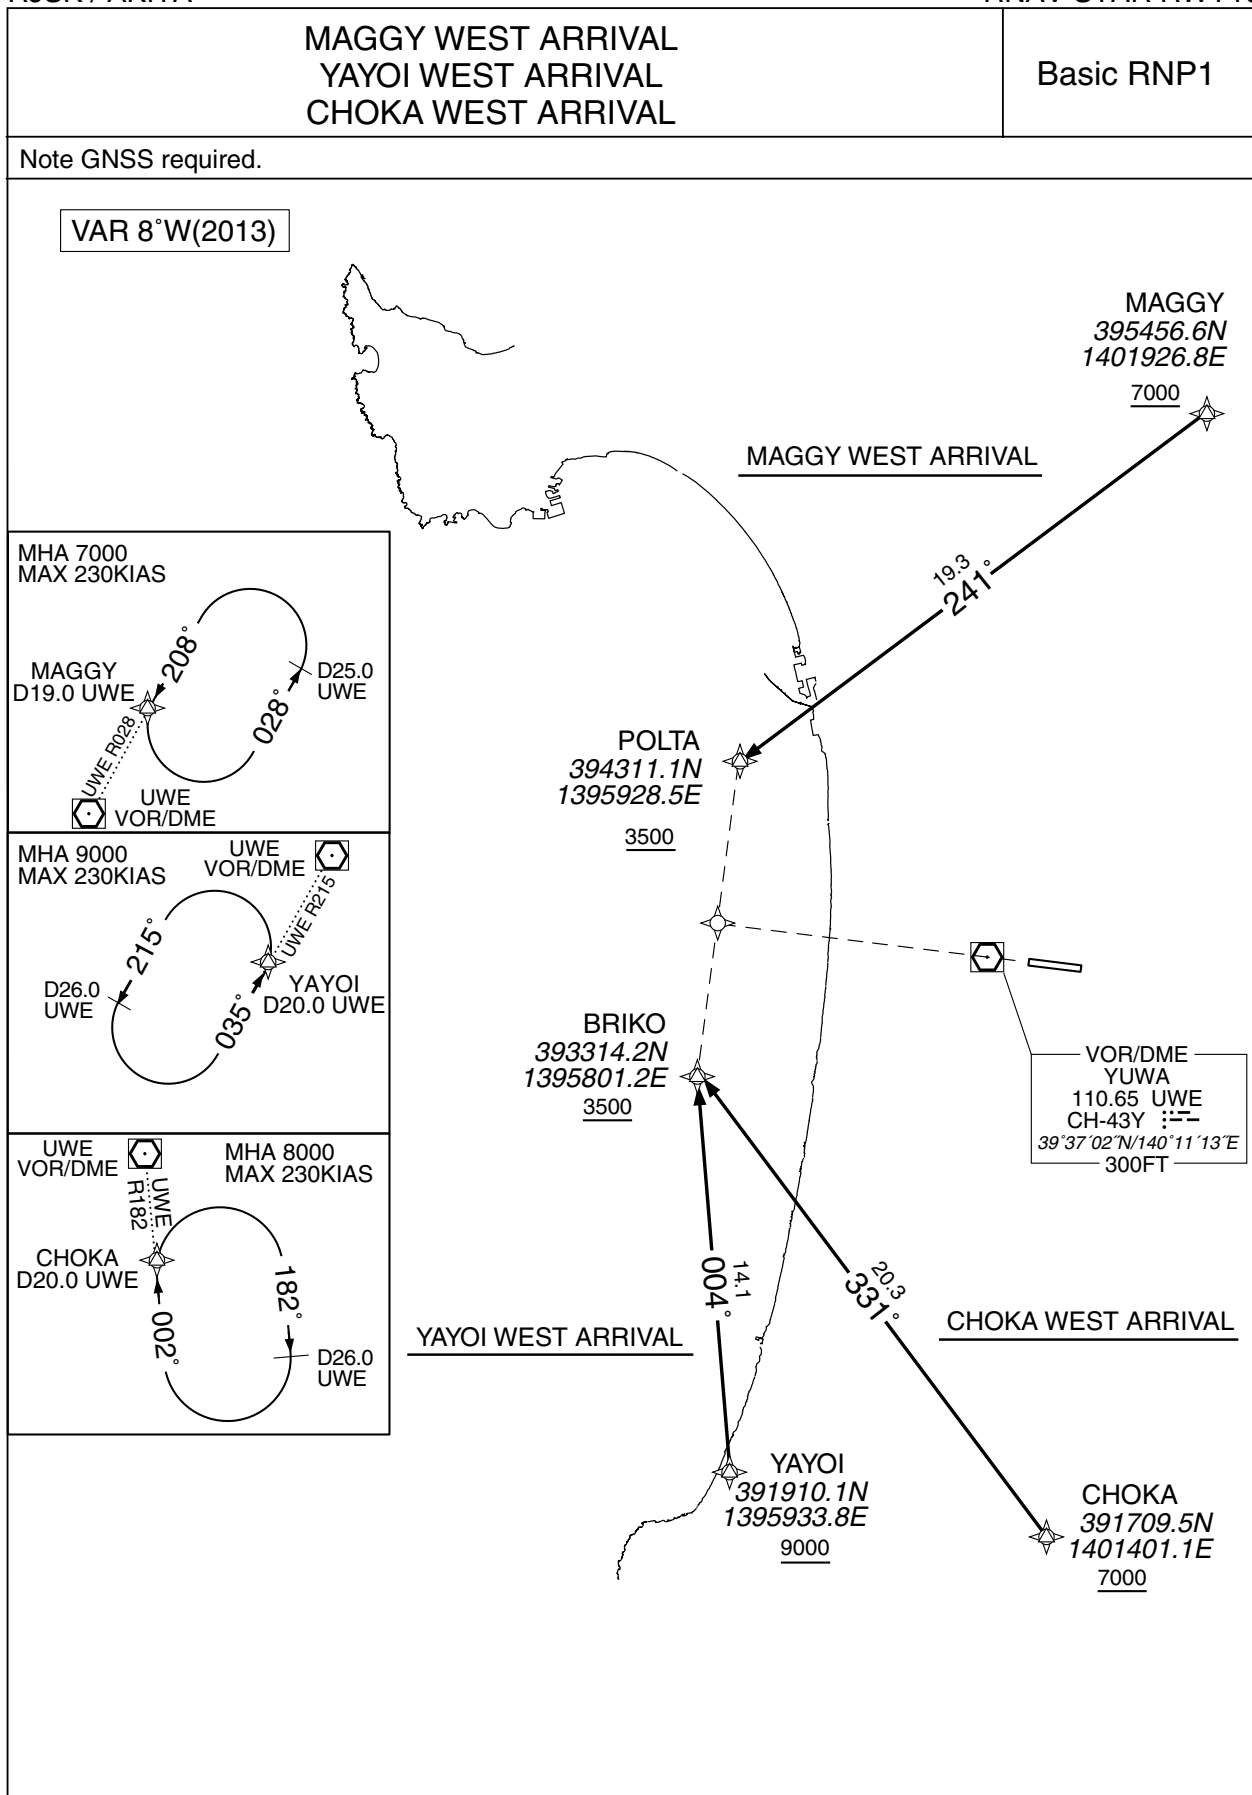 MAGGY WEST ARRIVAL
YAYOI WEST ARRIVAL
CHOKA WEST ARRIVAL
Basic RNP1
Note GNSS required.
VAR 8°W(2013)
MAGGY
395456.6N
1401926.8E
7000
MAGGY WEST ARRIVAL
19.3
241°
MHA 7000
MAX 230KIAS
208°
MAGGY
D19.0 UWE
D25.0
UWE
028°
UWE R028
UWE
VOR/DME
POLTA
394311.1N
1395928.5E
3500
MHA 9000
MAX 230KIAS
UWE
VOR/DME
UWE R215
215°
D26.0
UWE
YAYOI
D20.0 UWE
035°
BRIKO
393314.2N
1395801.2E
3500
VOR/DME
YUWA
110.65 UWE
CH-43Y
39°37´02˝N/140°11´13˝E
300FT
UWE
VOR/DME
MHA 8000
MAX 230KIAS
UWE
R182
CHOKA
D20.0 UWE
182°
002°
D26.0
UWE
14.1
004°
20.3
331°
YAYOI WEST ARRIVAL
CHOKA WEST ARRIVAL
YAYOI
391910.1N
1395933.8E
9000
CHOKA
391709.5N
1401401.1E
7000